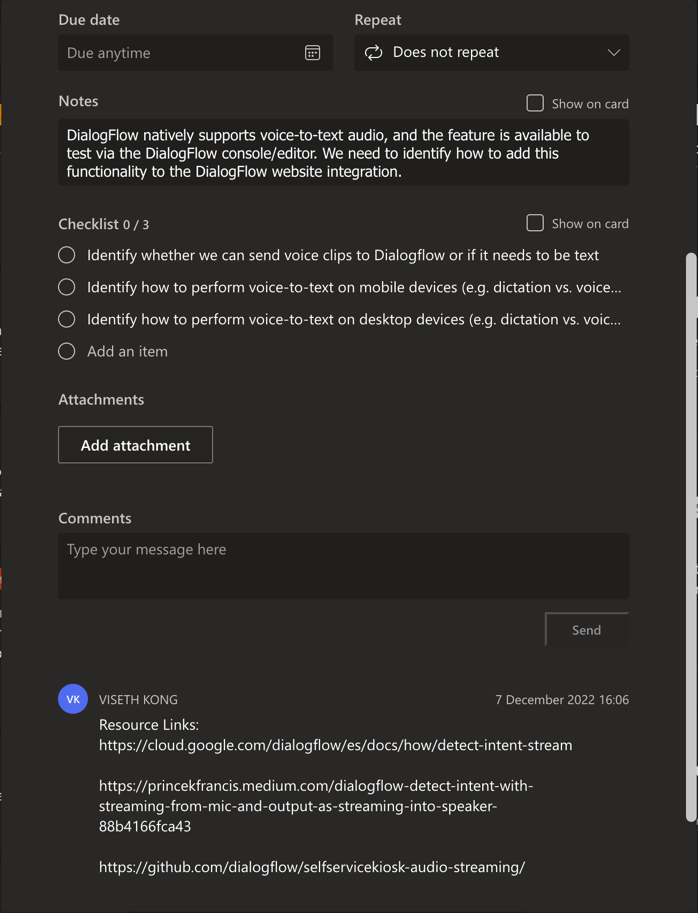 Due date
Repeat
Due anytime
Does not repeat
Notes
Show on card
DialogFlow natively supports voice-to-text audio, and the feature is available to
test via the DialogFlow console/editor. We need to identify how to add this
functionality to the DialogFlow website integration.
Checklist 0 / 3
Show on card
Identify whether we can send voice clips to Dialogflow or if it needs to be text
Identify how to perform voice-to-text on mobile devices (e.g. dictation vs. voice...
Identify how to perform voice-to-text on desktop devices (e.g. dictation vs. voic...
Add an item
Attachments
Add attachment
Comments
Type your message here
Send
VK
VISETH KONG
7 December 2022 16:06
Resource Links:
https://cloud.google.com/dialogflow/es/docs/how/detect-intent-stream
https://princekfrancis.medium.com/dialogflow-detect-intent-with-
streaming-from-mic-and-output-as-streaming-into-speaker-
88b4166fca43
https://github.com/dialogflow/selfservicekiosk-audio-streaming/